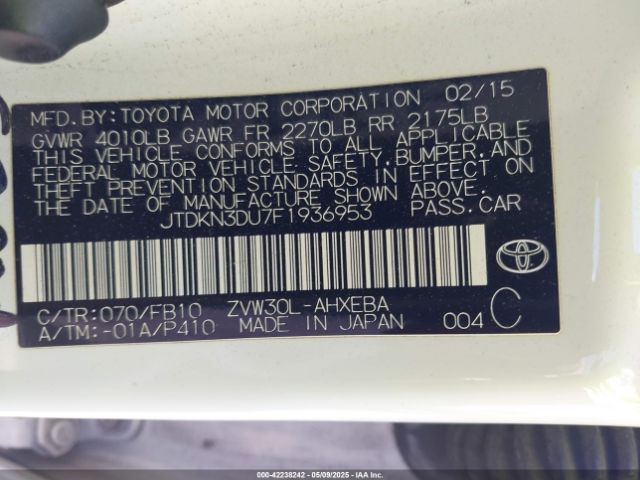 MFD.BY:TOYOTA MOTOR CORPORATION 02/15
GVWR 4010LB GAWR FR 2270LB RR 2175LB
THIS VEHICLE CONFORMS TO ALL APPLICABLE
FEDERAL MOTOR VEHICLE SAFETY,BUMPER,AND
THEFT PREVENTION STANDARDS IN EFFECT ON
THE DATE OF MANUFACTURE SHOWN ABOVE.
JTDKN3DU7F1936953 PASS.CAR
C/TR:070/FB10 ZVW30L-AHXEBA
A/TM:-01A/P410 MADE IN JAPAN 004 C
000-42238242 - 05/09/2025 - IAAI.COM